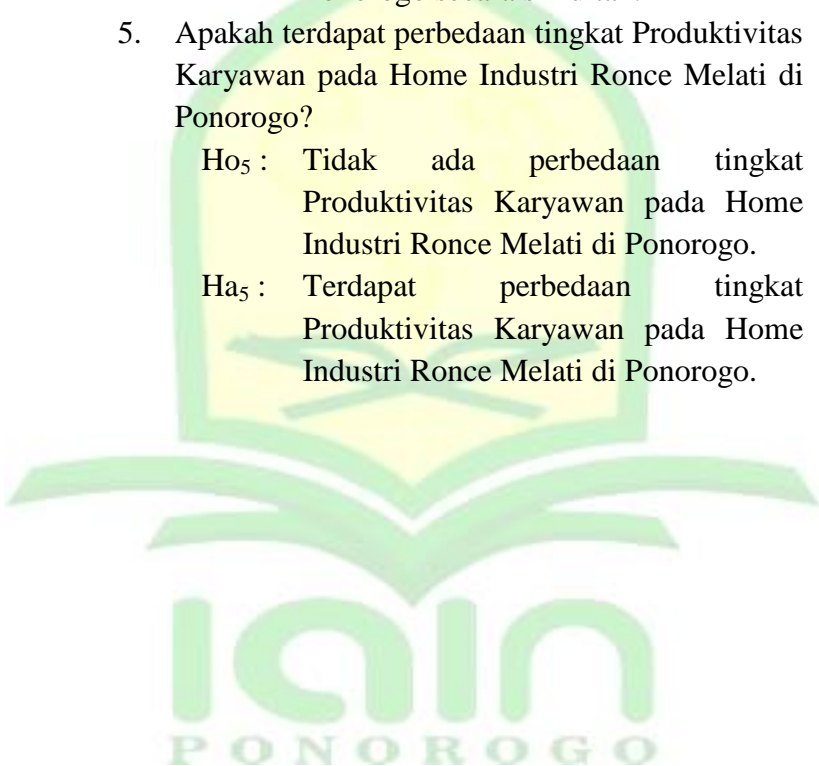 5. Apakah terdapat perbedaan tingkat Produktivitas
Karyawan pada Home Industri Ronce Melati di
Ponorogo?
Ho₅ : Tidak ada perbedaan tingkat
Produktivitas Karyawan pada Home
Industri Ronce Melati di Ponorogo.
Ha₅ : Terdapat perbedaan tingkat
Produktivitas Karyawan pada Home
Industri Ronce Melati di Ponorogo.
iain
PONOROGO